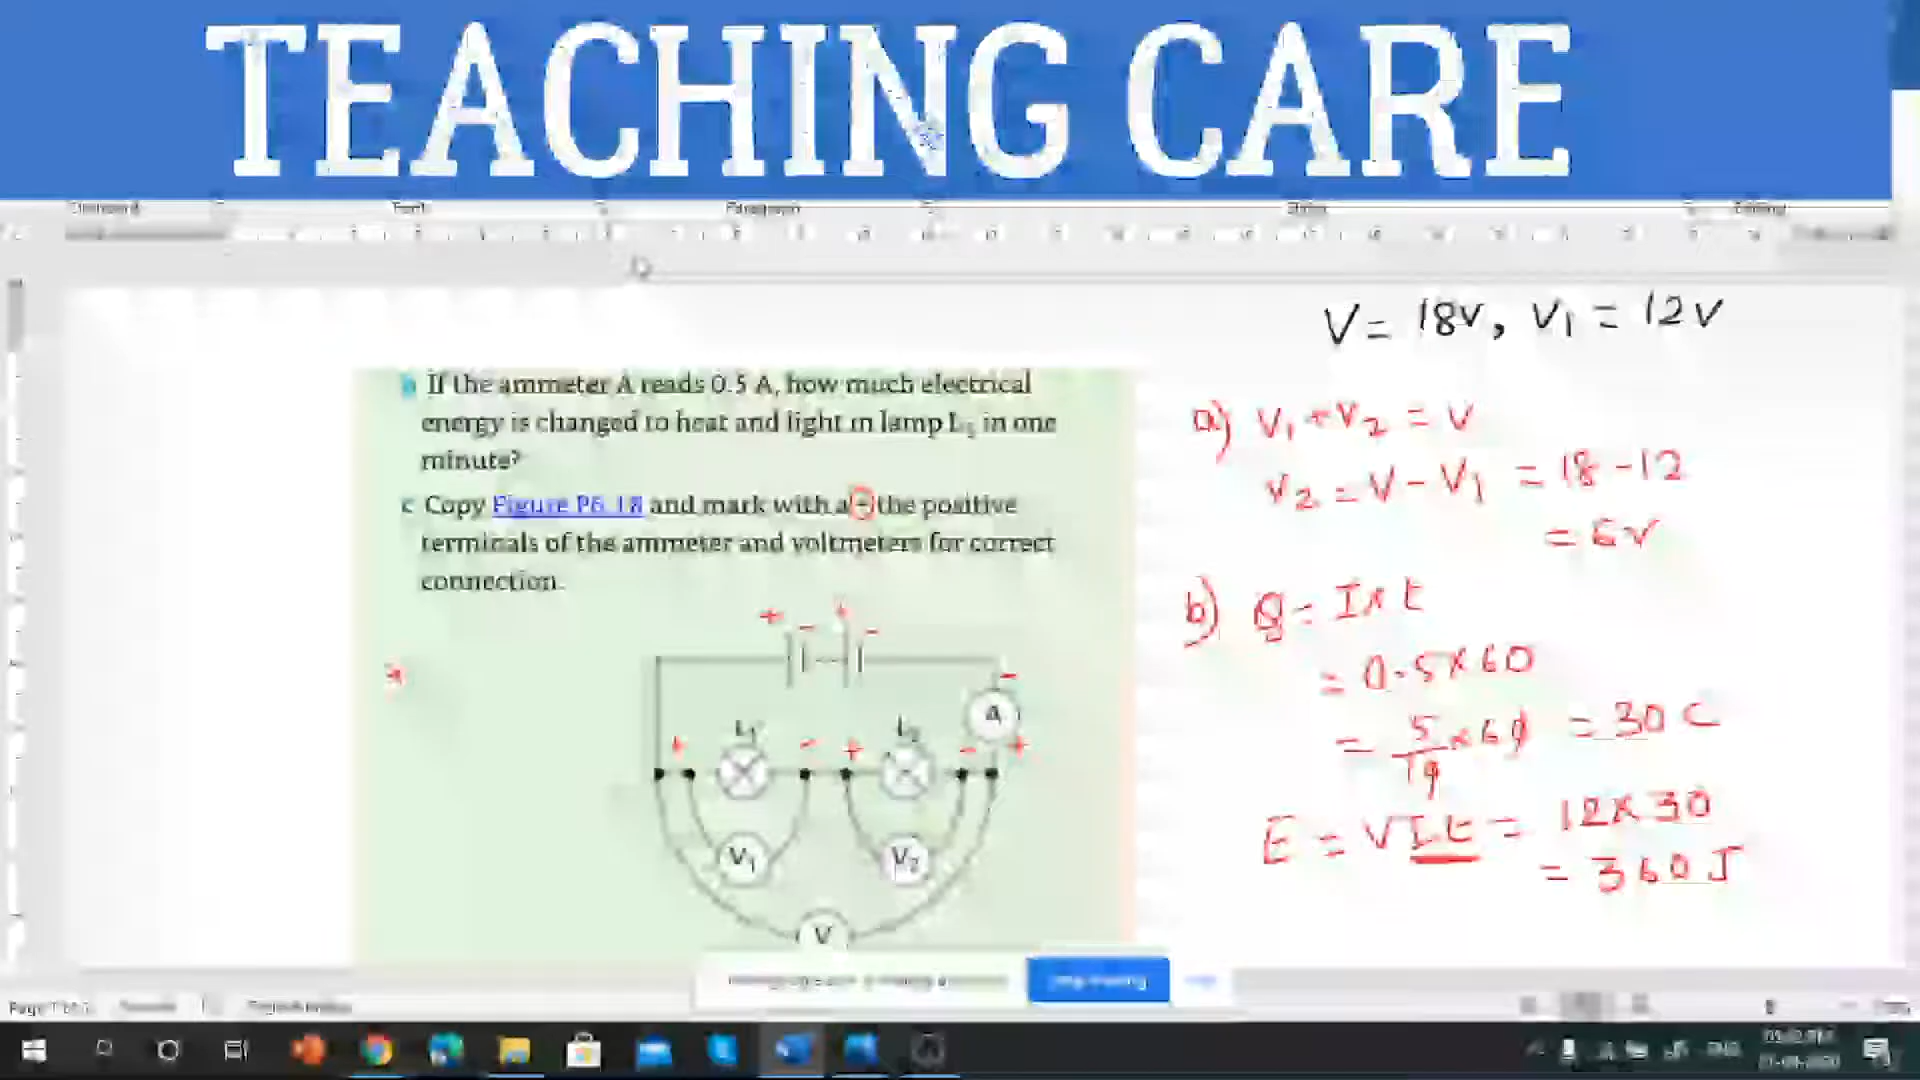 TEACHING CARE
Font
Paragraph
Editing
V = 18V, V1 = 12V
b If the ammeter A reads 0.5 A, how much electrical
energy is changed to heat and light in lamp L1 in one
minute?
c Copy Figure P6.18 and mark with a + the positive
terminals of the ammeter and voltmeters for correct
connection.
+ - + -
-
A
+
L1 L2
+ - + -
V1 V2
V
a) V1 + V2 = V
V2 = V - V1 = 18 - 12
= 6V
b) Q = I x t
= 0.5 x 60
= 5/10 x 60 = 30 C
E = VIt = 12 x 30
= 360 J